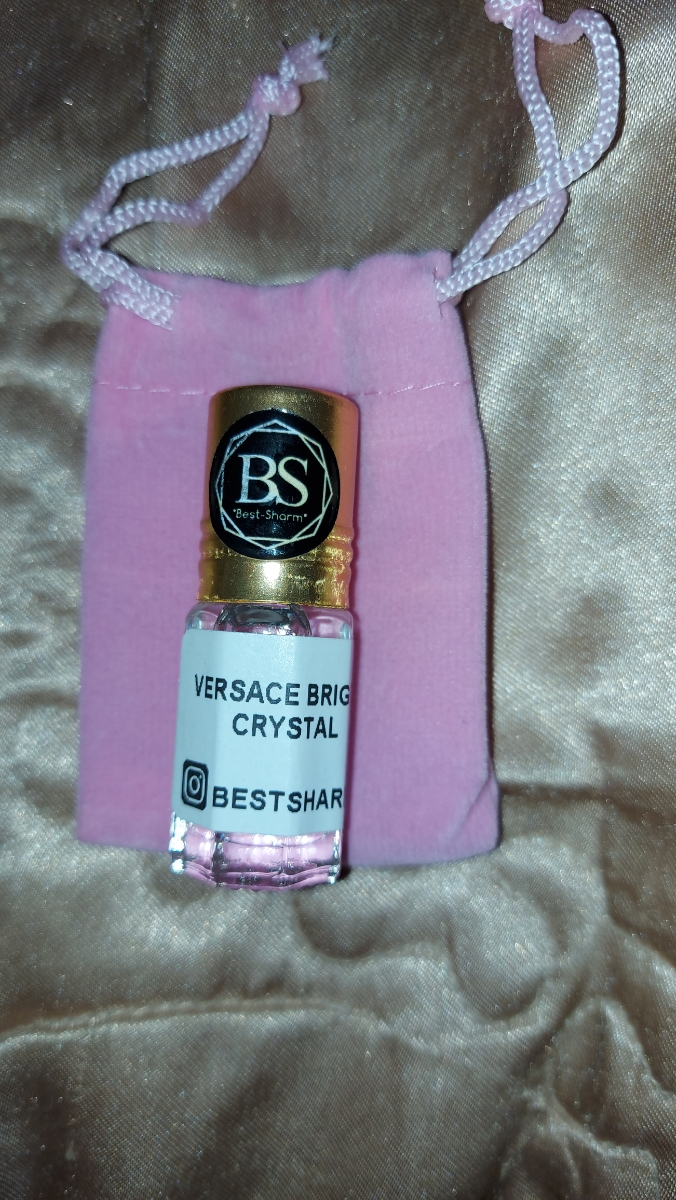 BS
"Best-Sharm"
VERSACE BRIG
CRYSTAL
BESTSHAR